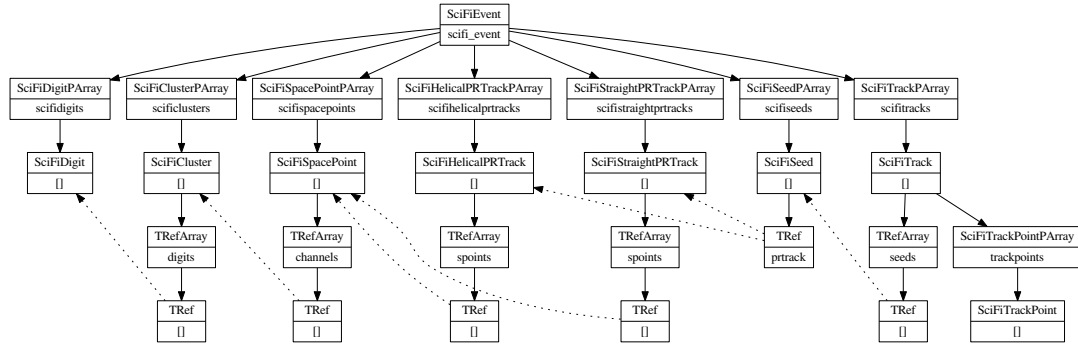 SciFiEvent
scifi_event
SciFiDigitPArray SciFiClusterPArray SciFiSpacePointPArray SciFiHelicalPRTrackPArray SciFiStraightPRTrackPArray SciFiSeedPArray SciFiTrackPArray
scifidigits scificlusters scifispacepoints scifihelicalprtracks scifistraightprtracks scifiseeds scifitracks
SciFiDigit SciFiCluster SciFiSpacePoint SciFiHelicalPRTrack SciFiStraightPRTrack SciFiSeed SciFiTrack
[] [] [] [] [] [] []
TRefArray TRefArray TRefArray TRefArray TRef TRefArray SciFiTrackPointPArray
digits channels spoints spoints prtrack seeds trackpoints
TRef TRef TRef TRef TRef SciFiTrackPoint
[] [] [] [] [] []